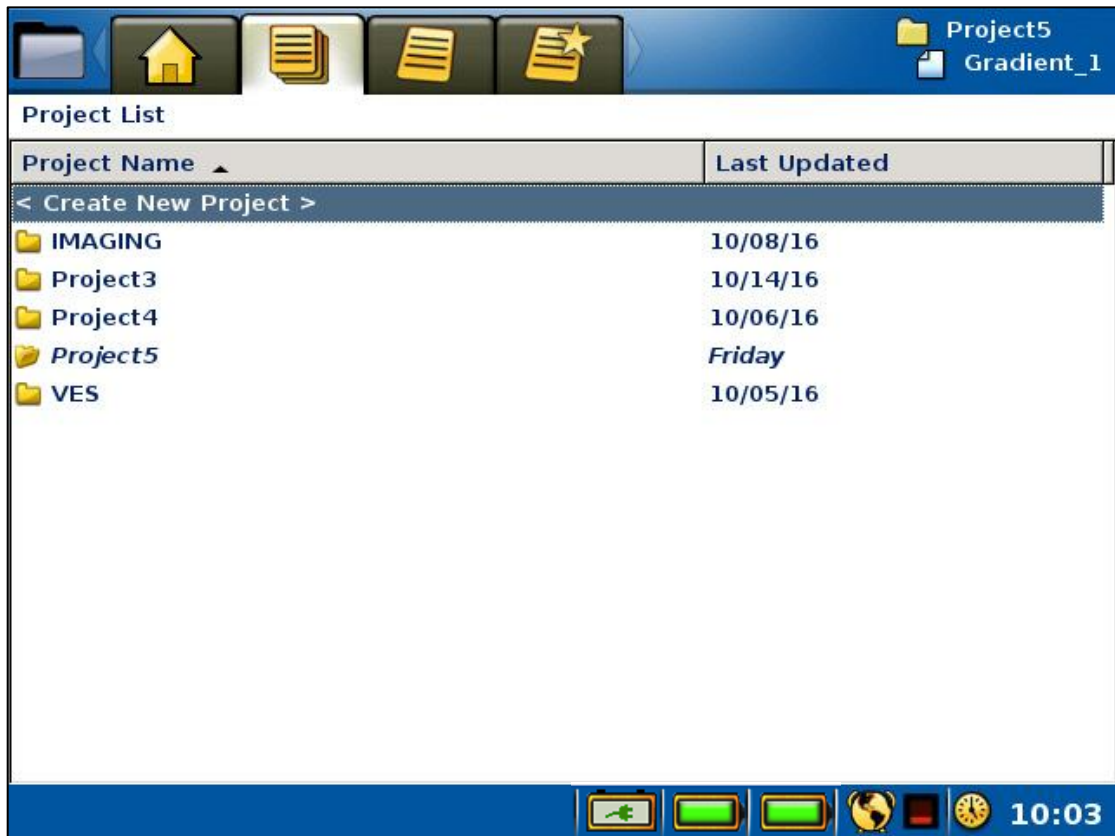 Project5
Gradient_1
Project List
Project Name Last Updated
< Create New Project >
IMAGING 10/08/16
Project3 10/14/16
Project4 10/06/16
Project5 Friday
VES 10/05/16
10:03